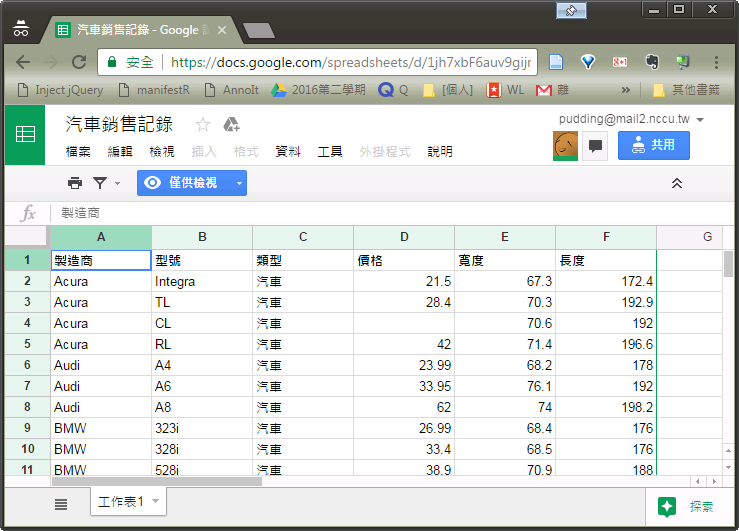 汽車銷售記錄 - Google
安全 https://docs.google.com/spreadsheets/d/1jh7xbF6auv9gijr
Inject jQuery manifestR AnnoIt 2016第二學期 Q [個人] WL 離 » 其他書籤
汽車銷售記錄 pudding@mail2.nccu.tw
檔案 編輯 檢視 插入 格式 資料 工具 外掛程式 說明 共用
僅供檢視
fx 製造商
A B C D E F G
1 製造商 型號 類型 價格 寬度 長度
2 Acura Integra 汽車 21.5 67.3 172.4
3 Acura TL 汽車 28.4 70.3 192.9
4 Acura CL 汽車 70.6 192
5 Acura RL 汽車 42 71.4 196.6
6 Audi A4 汽車 23.99 68.2 178
7 Audi A6 汽車 33.95 76.1 192
8 Audi A8 汽車 62 74 198.2
9 BMW 323i 汽車 26.99 68.4 176
10 BMW 328i 汽車 33.4 68.5 176
11 BMW 528i 汽車 38.9 70.9 188
工作表1 探索